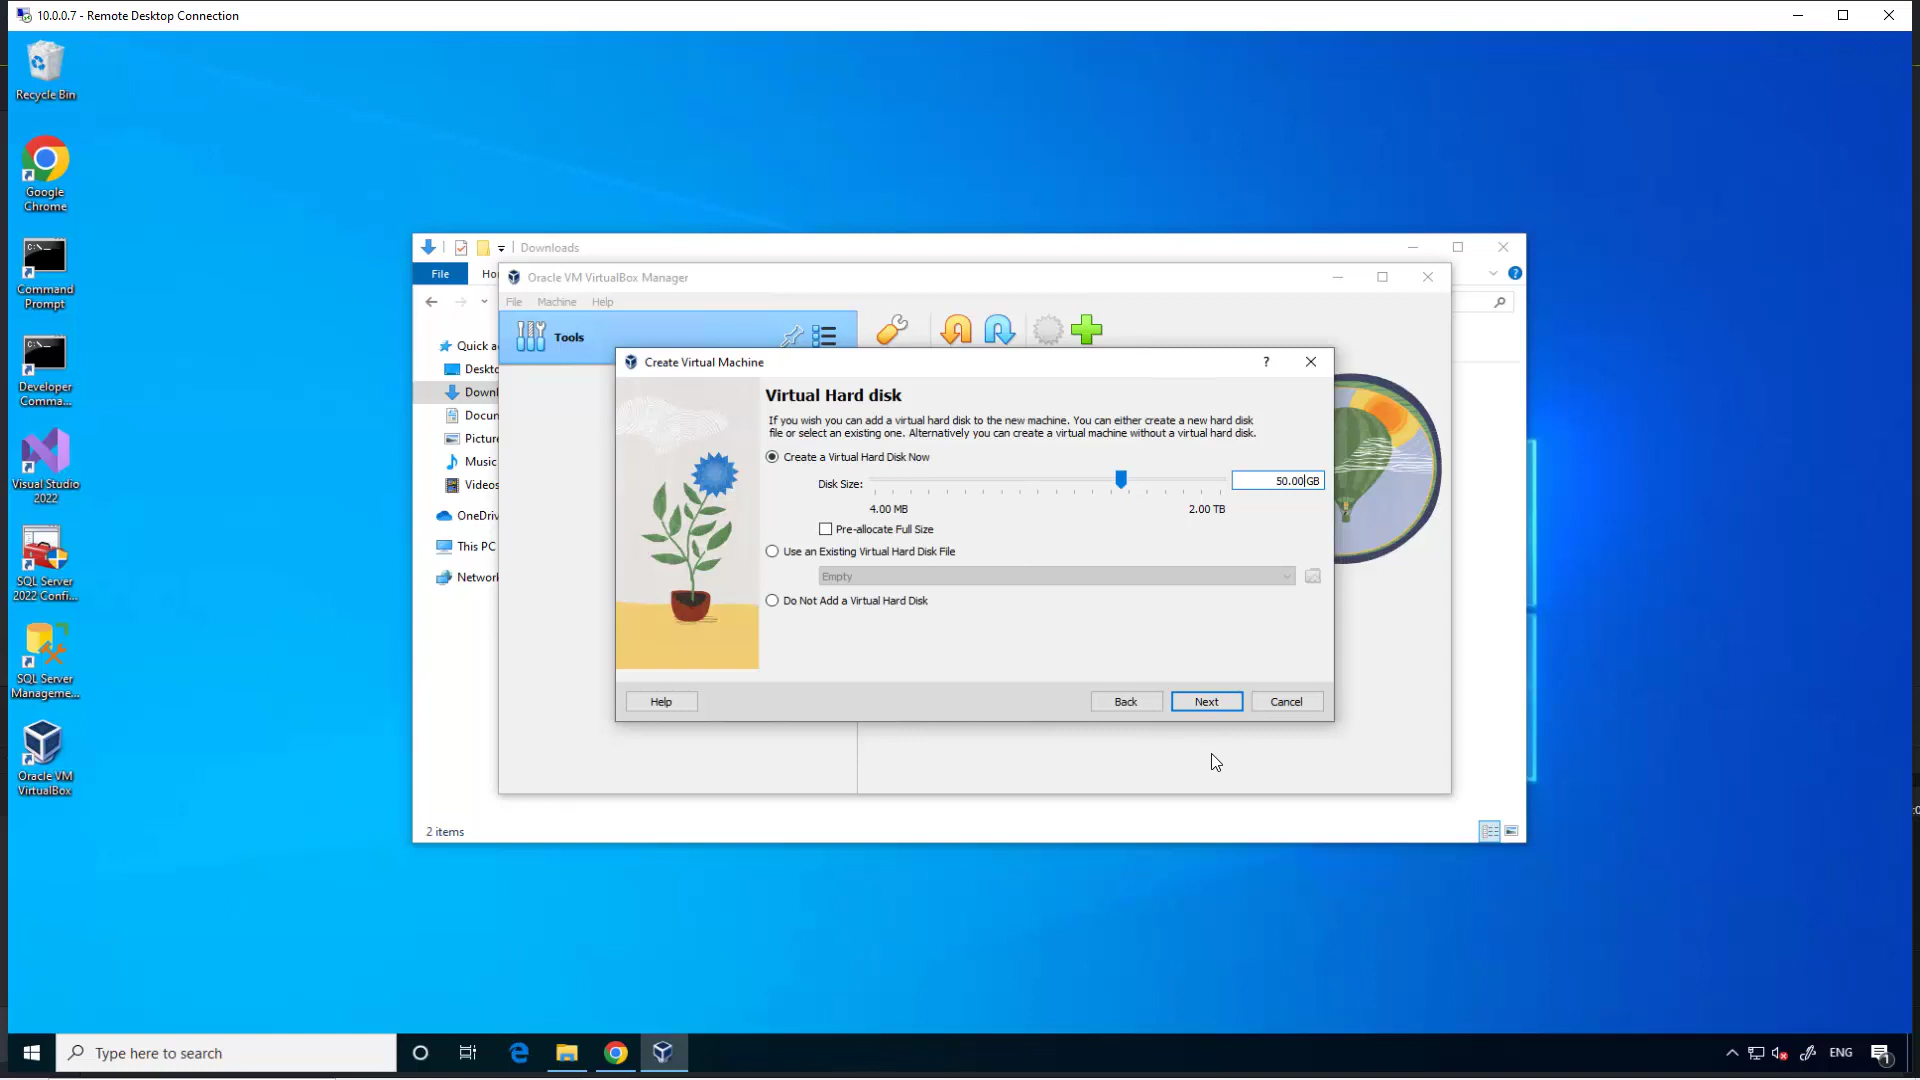 10.0.0.7 - Remote Desktop Connection
Recycle Bin
Google
Chrome
Command
Prompt
Developer
Comma...
Visual Studio
2022
SQL Server
2022 Confi...
SQL Server
Manageme...
Oracle VM
VirtualBox
Downloads
File
Oracle VM VirtualBox Manager
File Machine Help
Tools
Quick a
Desktc
Downl
Docun
Picture
Music
Videos
OneDriv
This PC
Network
2 items
Create Virtual Machine
?
Virtual Hard disk
If you wish you can add a virtual hard disk to the new machine. You can either create a new hard disk
file or select an existing one. Alternatively you can create a virtual machine without a virtual hard disk.
Create a Virtual Hard Disk Now
Disk Size:
50.00 GB
4.00 MB
2.00 TB
Pre-allocate Full Size
Use an Existing Virtual Hard Disk File
Empty
Do Not Add a Virtual Hard Disk
Help
Back
Next
Cancel
Type here to search
ENG
1